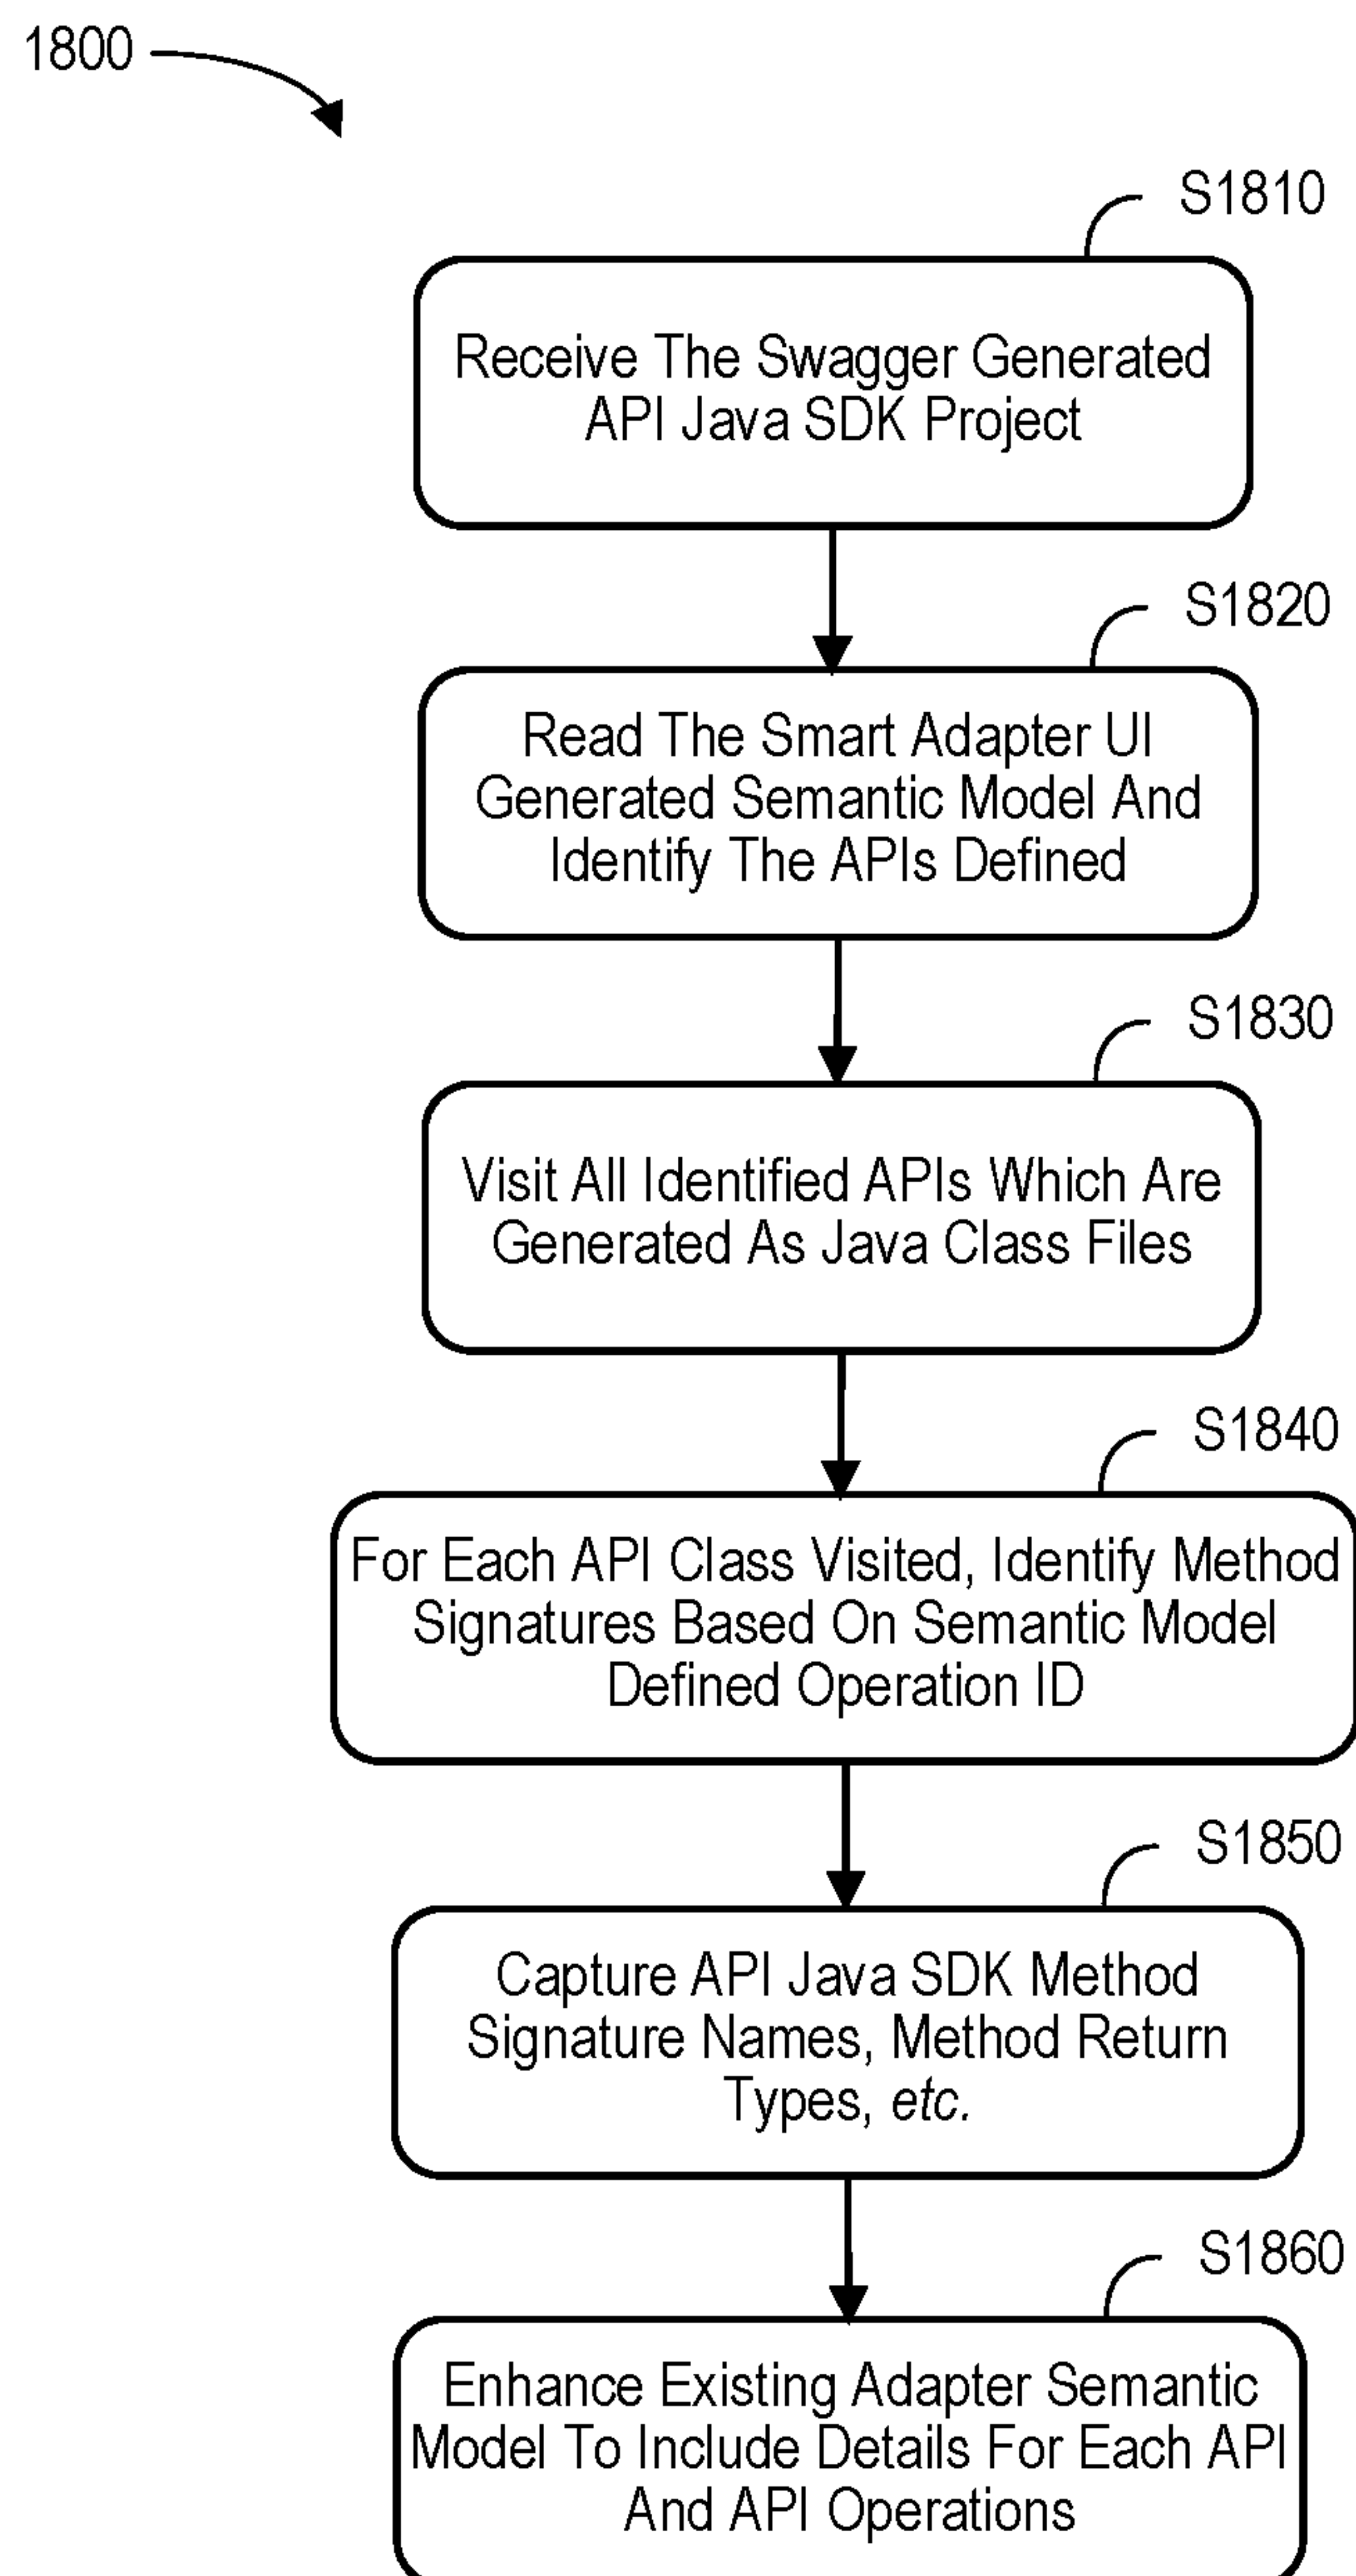 1800
S1810
Receive The Swagger Generated
API Java SDK Project
S1820
Read The Smart Adapter UI
Generated Semantic Model And
Identify The APIs Defined
S1830
Visit All Identified APIs Which Are
Generated As Java Class Files
S1840
For Each API Class Visited, Identify Method
Signatures Based On Semantic Model
Defined Operation ID
S1850
Capture API Java SDK Method
Signature Names, Method Return
Types, etc.
S1860
Enhance Existing Adapter Semantic
Model To Include Details For Each API
And API Operations